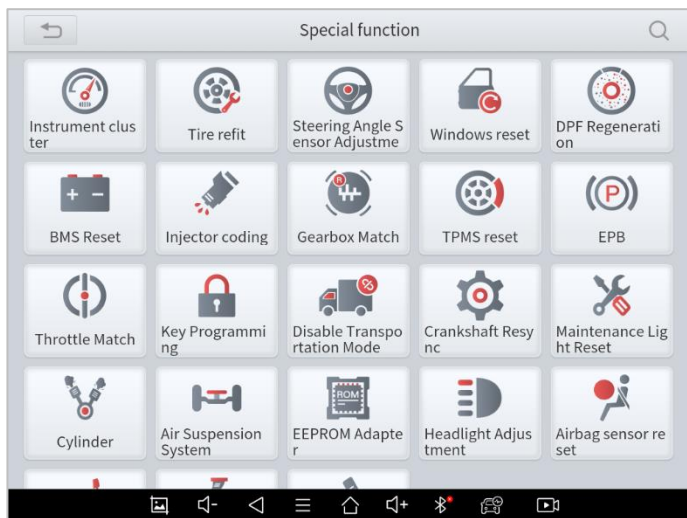 Special function
Instrument clus
ter
Tire refit
Steering Angle S
ensor Adjustme
Windows reset
DPF Regenerati
on
BMS Reset
Injector coding
R
Gearbox Match
TPMS reset
P
EPB
Throttle Match
Key Programmi
ng
Disable Transpo
rtation Mode
Crankshaft Resy
nc
Maintenance Lig
ht Reset
Cylinder
Air Suspension
System
ROM
EEPROM Adapte
r
Headlight Adjus
tment
Airbag sensor re
set